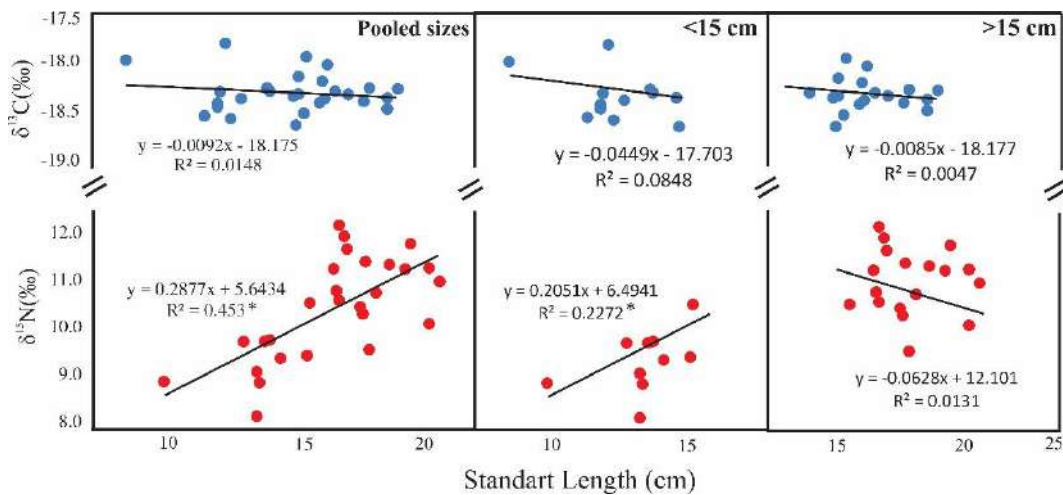 Pooled sizes
<15 cm
>15 cm
-17.5
-18.0
-18.5
-19.0
δ¹³C(‰)
y = -0.0092x - 18.175
R² = 0.0148
y = -0.0449x - 17.703
R² = 0.0848
y = -0.0085x - 18.177
R² = 0.0047
12.0
11.0
10.0
9.0
8.0
δ¹⁵N(‰)
y = 0.2877x + 5.6434
R² = 0.453 *
y = 0.2051x + 6.4941
R² = 0.2272 *
y = -0.0628x + 12.101
R² = 0.0131
10 15 20
10 15
15 20 25
Standart Length (cm)